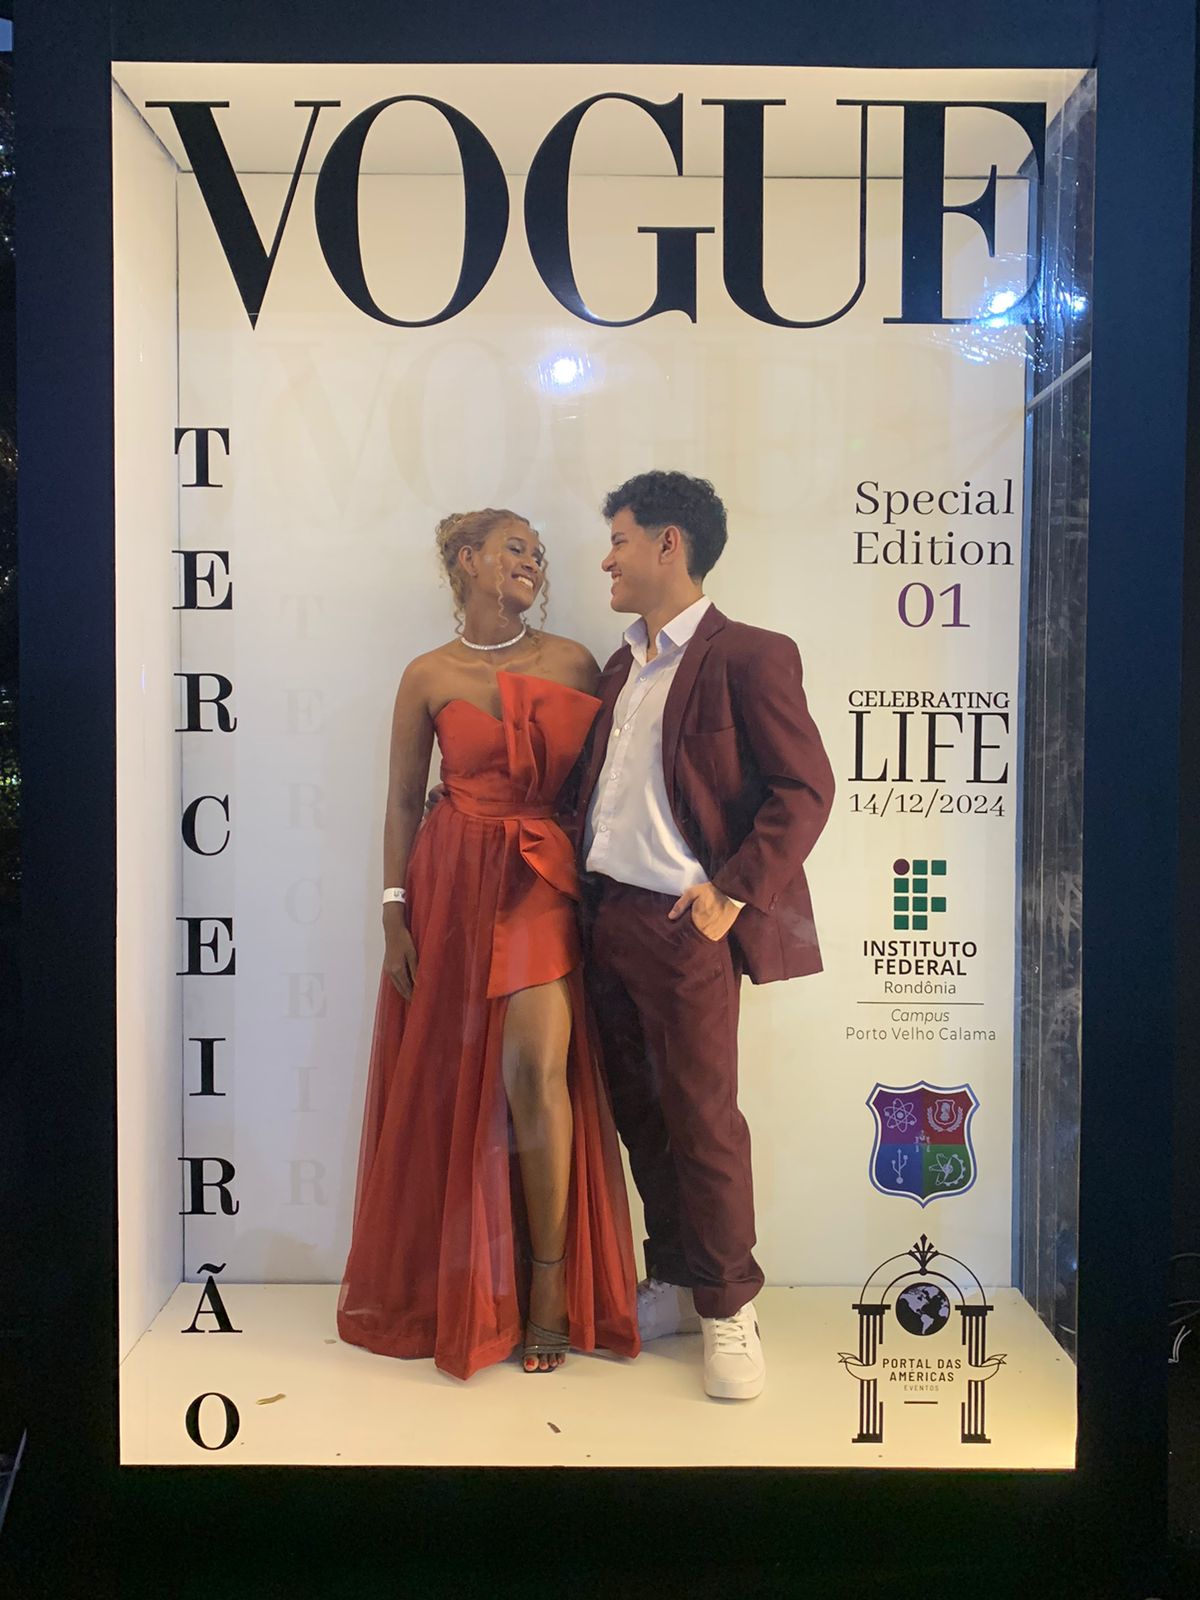 VOGUE
TERCEIRÃO
Special
Edition
01
CELEBRATING
LIFE
14/12/2024
INSTITUTO
FEDERAL
Rondônia
Campus
Porto Velho Calama
PORTAL DAS
AMÉRICAS
EVENTOS